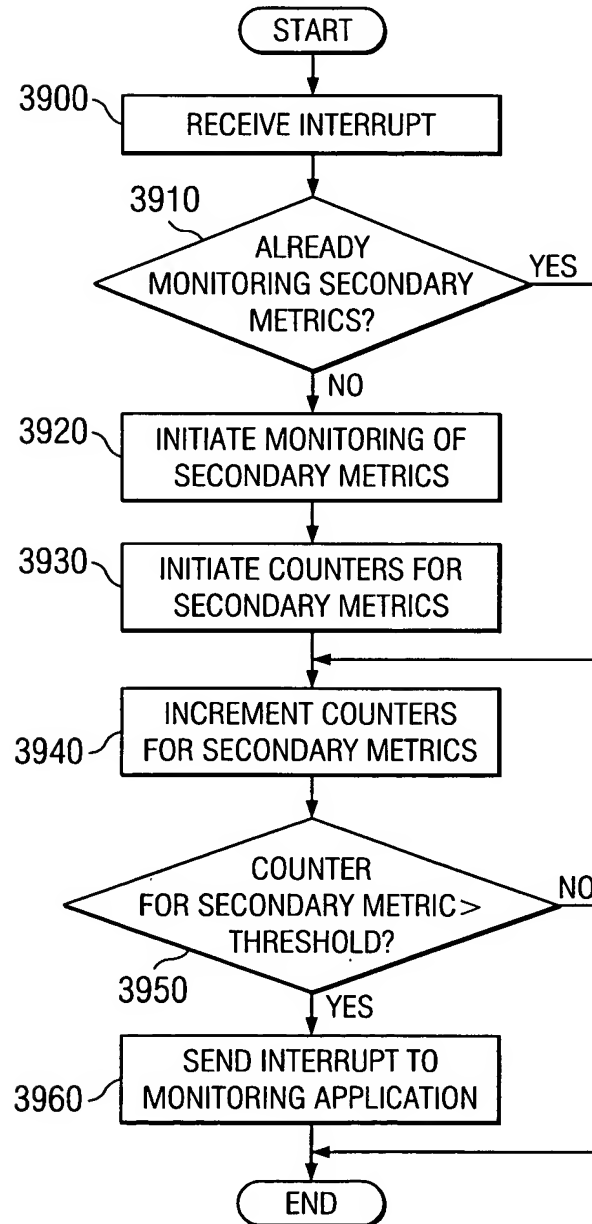 START
3900
RECEIVE INTERRUPT
3910
ALREADY
MONITORING SECONDARY
METRICS?
YES
NO
3920
INITIATE MONITORING OF
SECONDARY METRICS
3930
INITIATE COUNTERS FOR
SECONDARY METRICS
INCREMENT COUNTERS
FOR SECONDARY METRICS
3940
COUNTER
FOR SECONDARY METRIC >
THRESHOLD?
NO
3950
YES
SEND INTERRUPT TO
MONITORING APPLICATION
3960
END